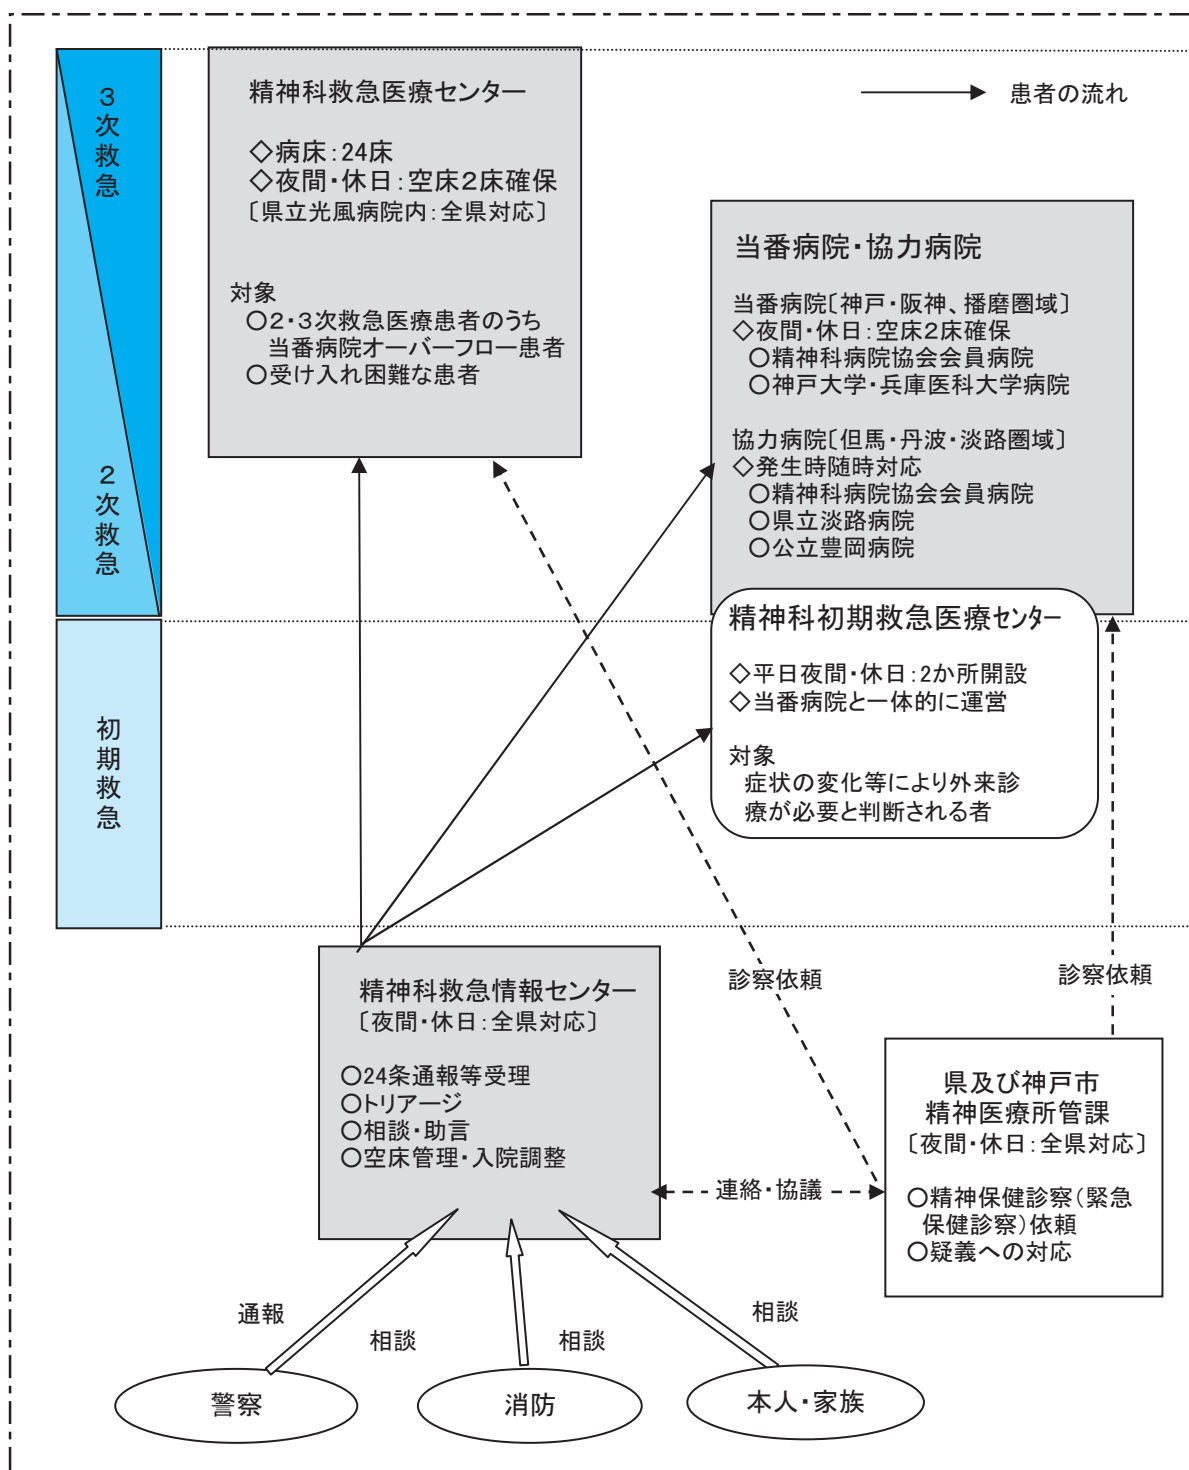 3次救急
2次救急
初期救急
精神科救急医療センター
◇病床：24床
◇夜間・休日：空床2床確保
〔県立光風病院内：全県対応〕
対象
○2・3次救急医療患者のうち
当番病院オーバーフロー患者
○受け入れ困難な患者
患者の流れ
当番病院・協力病院
当番病院〔神戸・阪神、播磨圏域〕
◇夜間・休日：空床2床確保
○精神科病院協会会員病院
○神戸大学・兵庫医科大学病院
協力病院〔但馬・丹波・淡路圏域〕
◇発生時随時対応
○精神科病院協会会員病院
○県立淡路病院
○公立豊岡病院
精神科初期救急医療センター
◇平日夜間・休日：2か所開設
◇当番病院と一体的に運営
対象
症状の変化等により外来診
療が必要と判断される者
精神科救急情報センター
〔夜間・休日：全県対応〕
○24条通報等受理
○トリアージ
○相談・助言
○空床管理・入院調整
診察依頼
診察依頼
県及び神戸市
精神医療所管課
〔夜間・休日：全県対応〕
○精神保健診察（緊急
保健診察）依頼
○疑義への対応
連絡・協議
通報
相談
相談
相談
警察
消防
本人・家族